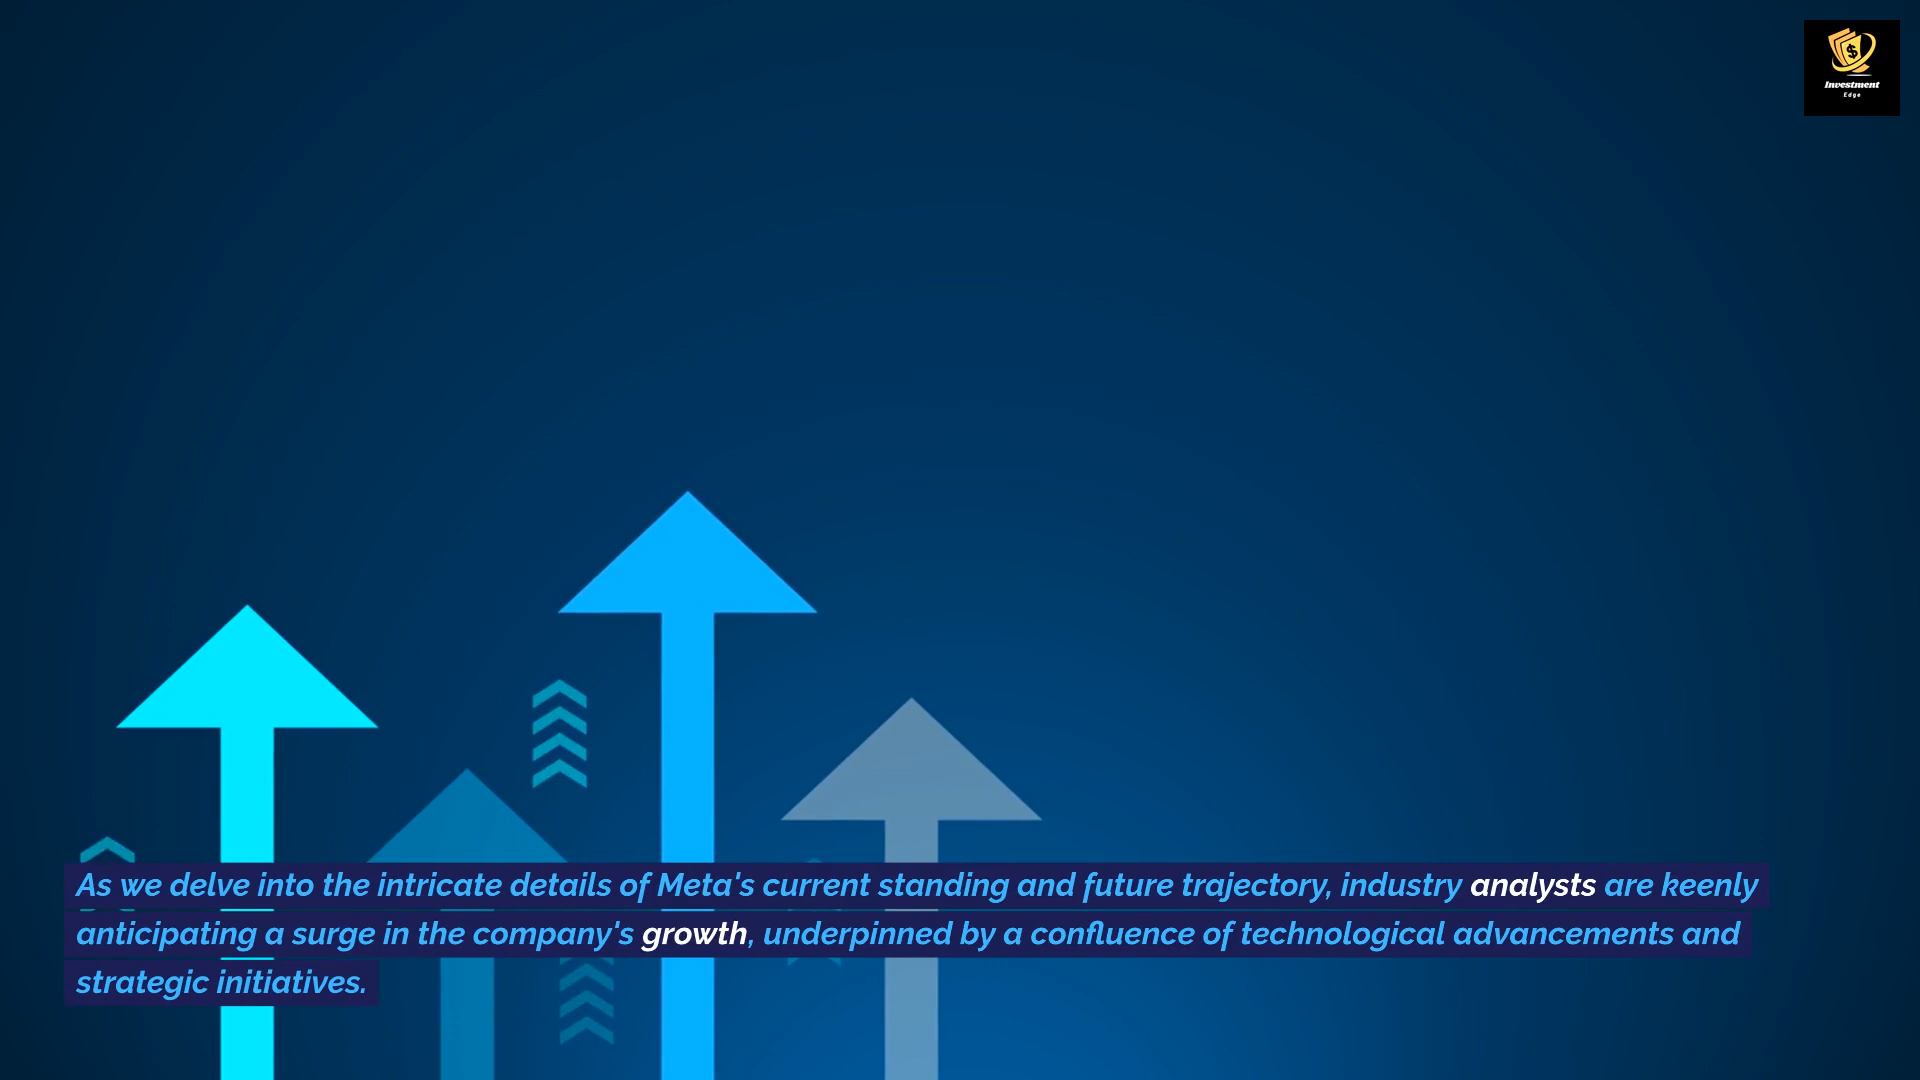 $
Investment
Edge
As we delve into the intricate details of Meta's current standing and future trajectory, industry analysts are keenly
anticipating a surge in the company's growth, underpinned by a confluence of technological advancements and
strategic initiatives.